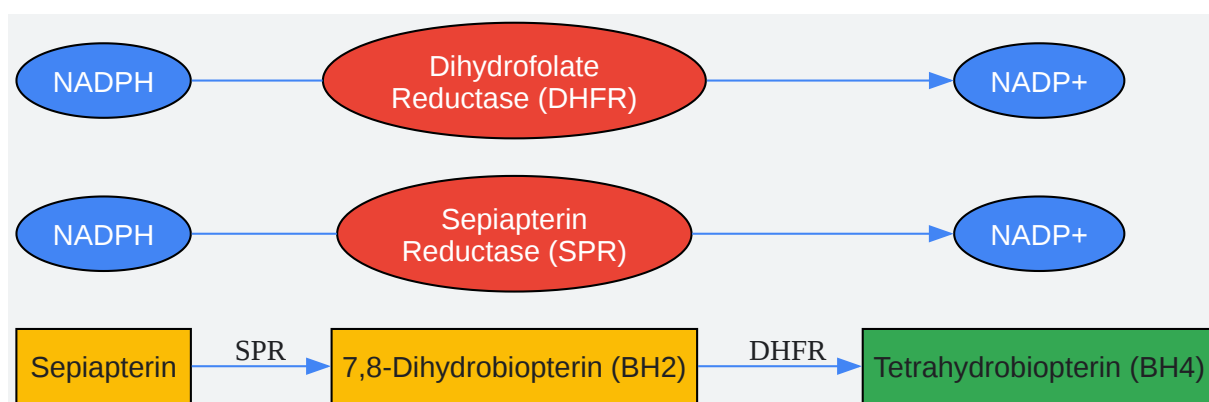 NADPH
Dihydrofolate
Reductase (DHFR)
NADP+
NADPH
Sepiapterin
Reductase (SPR)
NADP+
Sepiapterin
SPR
7,8-Dihydrobiopterin (BH2)
DHFR
Tetrahydrobiopterin (BH4)